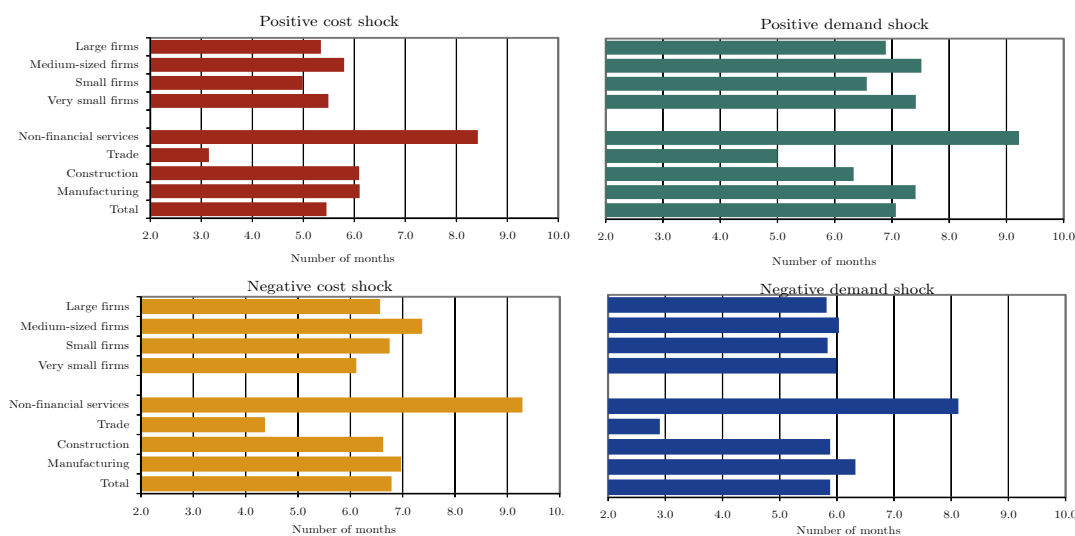 Positive cost shock
Large firms
Medium-sized firms
Small firms
Very small firms
Non-financial services
Trade
Construction
Manufacturing
Total
2.0 3.0 4.0 5.0 6.0 7.0 8.0 9.0 10.0
Number of months
Positive demand shock
2.0 3.0 4.0 5.0 6.0 7.0 8.0 9.0 10.0
Number of months
Negative cost shock
Large firms
Medium-sized firms
Small firms
Very small firms
Non-financial services
Trade
Construction
Manufacturing
Total
2.0 3.0 4.0 5.0 6.0 7.0 8.0 9.0 10.
Number of months
Negative demand shock
2.0 3.0 4.0 5.0 6.0 7.0 8.0 9.0 10.0
Number of months